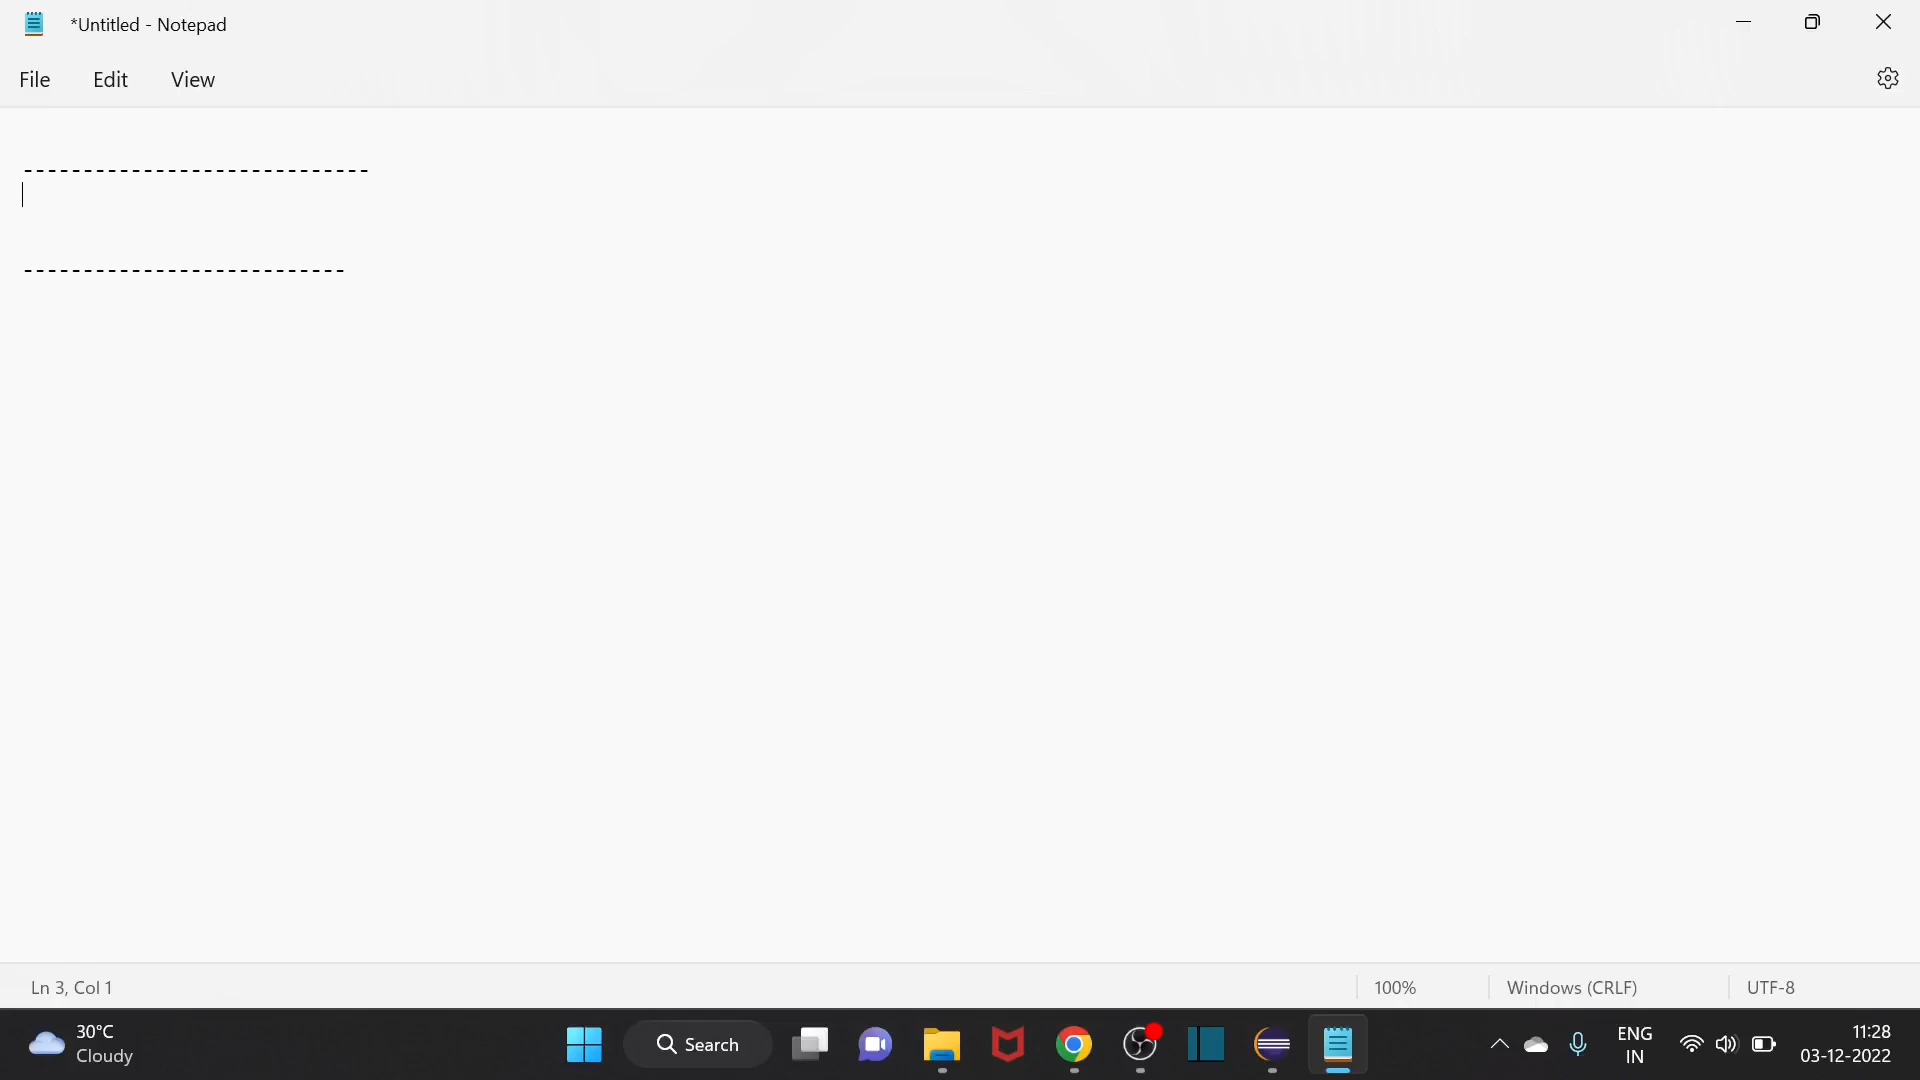 *Untitled - Notepad
File Edit View
-----------------------------
---------------------------
Ln 3, Col 1 100% Windows (CRLF) UTF-8
30°C
Cloudy
Search
ENG
IN
11:28
03-12-2022